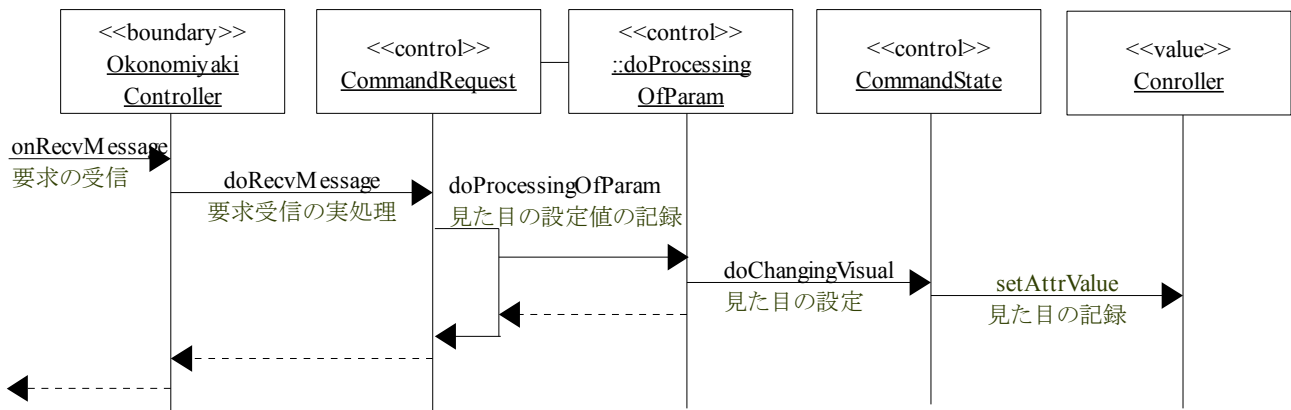 <<boundary>>
Okonomiyaki
Controller
<<control>>
CommandRequest
<<control>>
::doProcessing
OfParam
<<control>>
CommandState
<<value>>
Conroller
onRecvMessage
要求の受信
doRecvMessage
要求受信の実処理
doProcessingOfParam
見た目の設定値の記録
doChangingVisual
見た目の設定
setAttrValue
見た目の記録